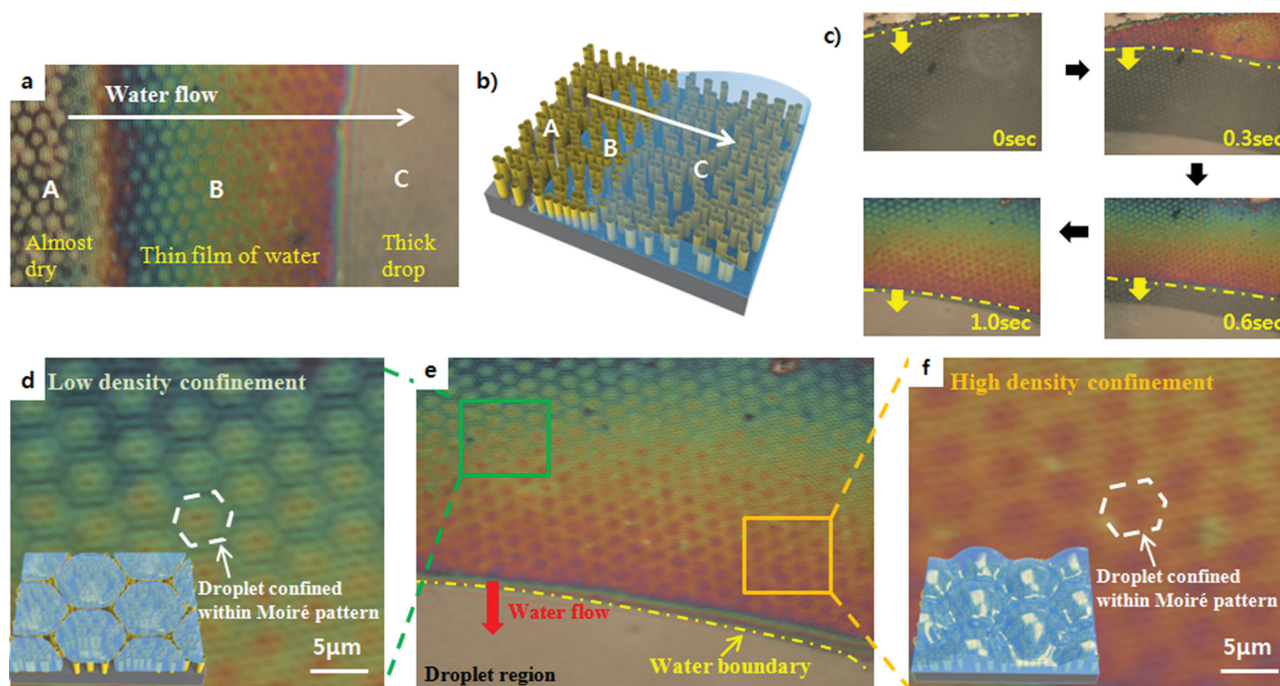 a
Water flow
A
B
C
Almost
dry
Thin film of water
Thick
drop
b)
A
B
C
c)
0sec
0.3sec
1.0sec
0.6sec
d
Low density confinement
Droplet confined
within Moiré pattern
5μm
e
Water flow
Water boundary
Droplet region
f
High density confinement
Droplet confined
within Moiré pattern
5μm